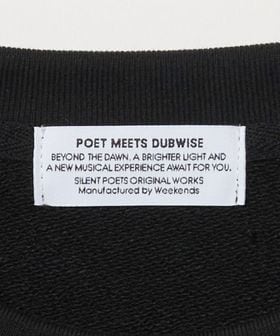 POET MEETS DUBWISE
BEYOND THE DAWN, A BRIGHTER LIGHT AND
A NEW MUSICAL EXPERIENCE AWAIT FOR YOU.
SILENT POETS ORIGINAL WORKS
Manufactured by Weekends